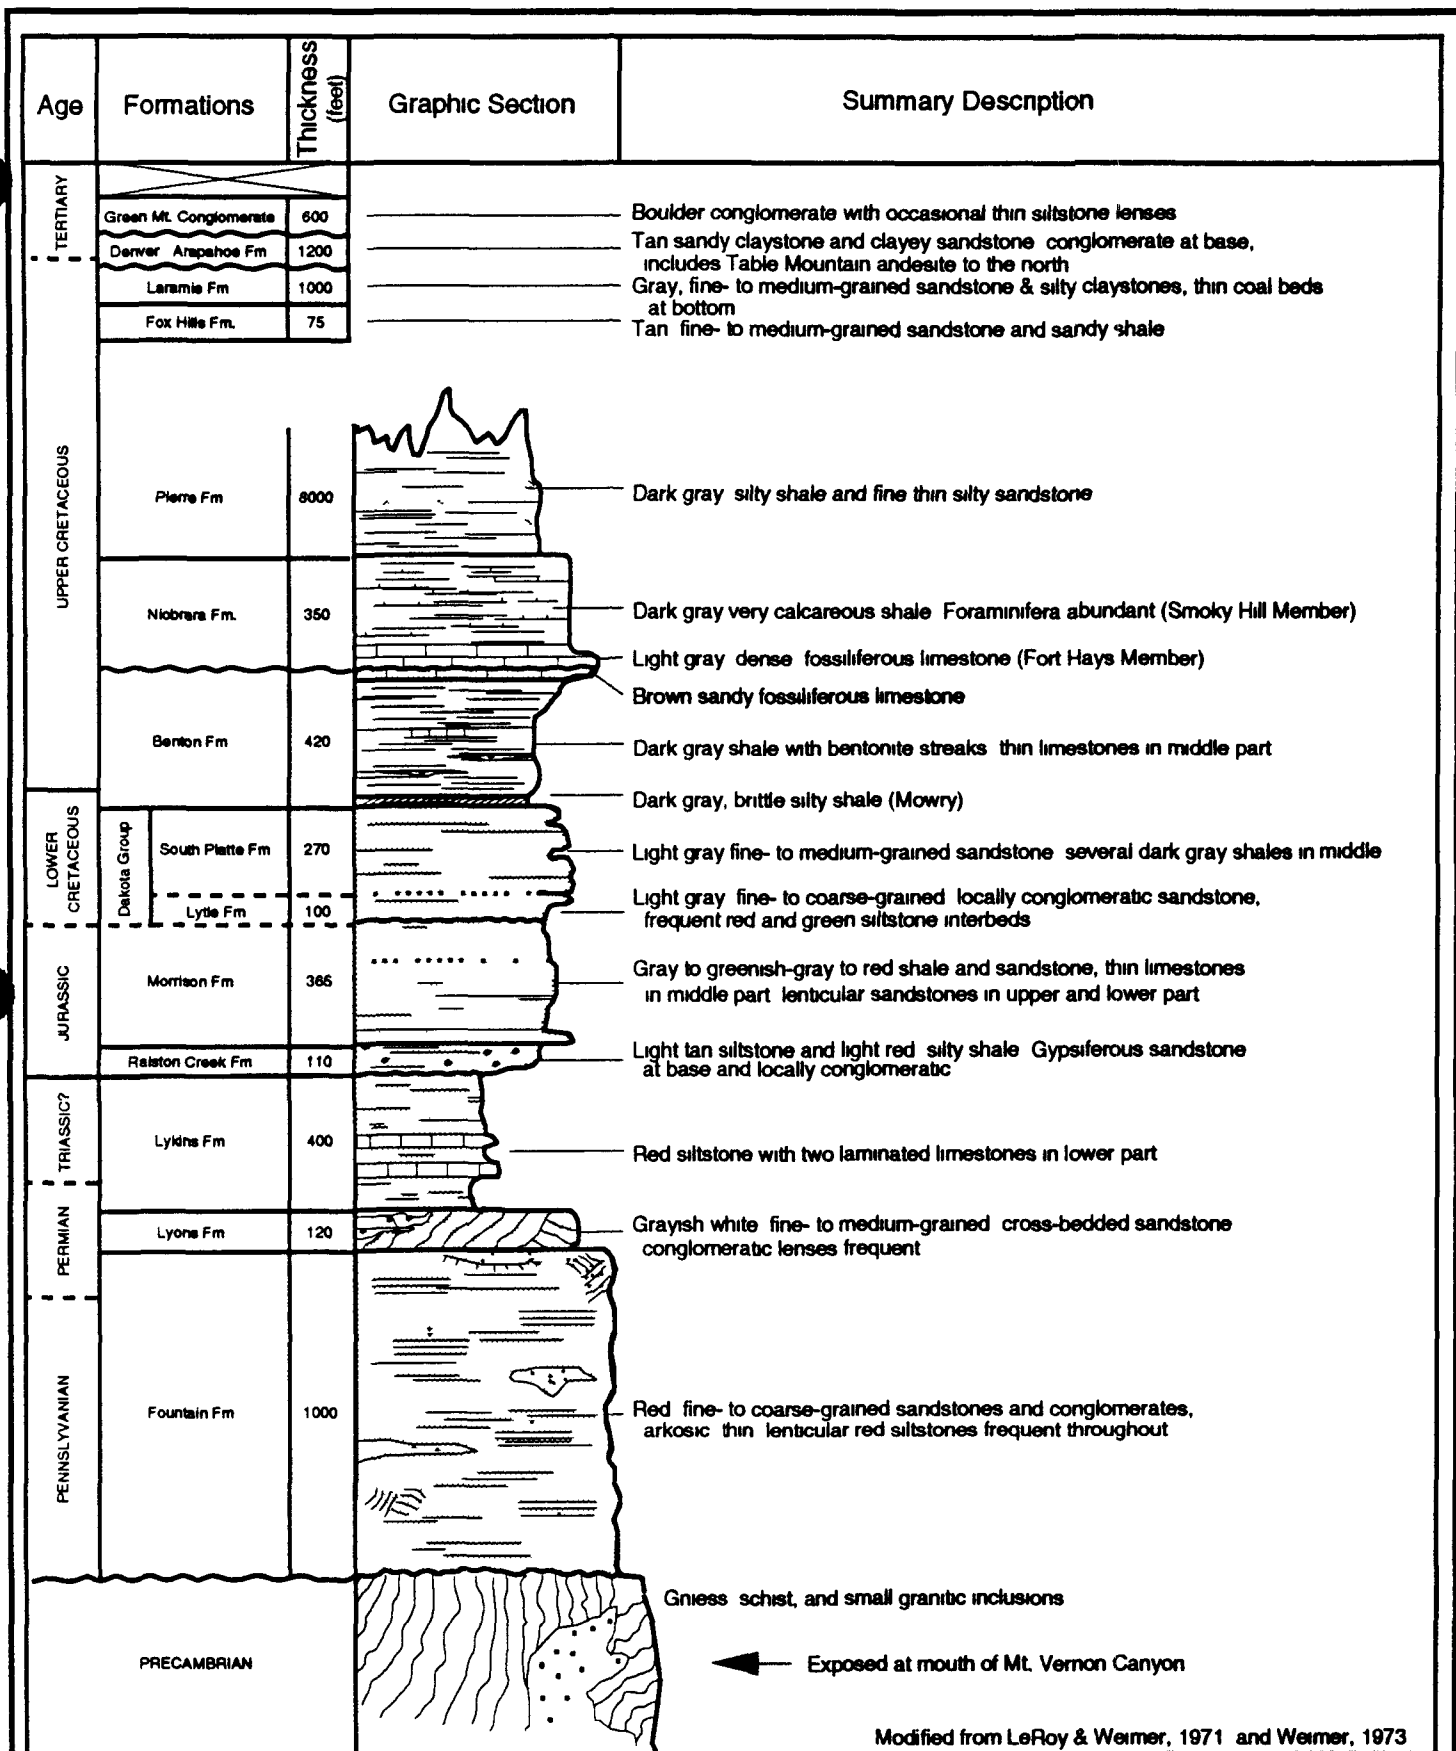 Age
Formations
Thickness
(feet)
Graphic Section
Summary Description
TERTIARY
Green Mt. Conglomerate 600
Boulder conglomerate with occasional thin siltstone lenses
Denver Arapahoe Fm 1200
Tan sandy claystone and clayey sandstone conglomerate at base,
includes Table Mountain andesite to the north
Laramie Fm 1000
Gray, fine- to medium-grained sandstone & silty claystones, thin coal beds
at bottom
Fox Hills Fm. 75
Tan fine- to medium-grained sandstone and sandy shale
UPPER CRETACEOUS
Pierre Fm 8000
Dark gray silty shale and fine thin silty sandstone
Niobrara Fm. 350
Dark gray very calcareous shale Foraminifera abundant (Smoky Hill Member)
Light gray dense fossiliferous limestone (Fort Hays Member)
Brown sandy fossiliferous limestone
Benton Fm 420
Dark gray shale with bentonite streaks thin limestones in middle part
Dark gray, brittle silty shale (Mowry)
LOWER
CRETACEOUS
Dakota Group
South Platte Fm 270
Light gray fine- to medium-grained sandstone several dark gray shales in middle
Lytle Fm 100
Light gray fine- to coarse-grained locally conglomeratic sandstone,
frequent red and green siltstone interbeds
JURASSIC
Morrison Fm 365
Gray to greenish-gray to red shale and sandstone, thin limestones
in middle part lenticular sandstones in upper and lower part
Ralston Creek Fm 110
Light tan siltstone and light red silty shale Gypsiferous sandstone
at base and locally conglomeratic
TRIASSIC?
Lykins Fm 400
Red siltstone with two laminated limestones in lower part
PERMIAN
Lyons Fm 120
Grayish white fine- to medium-grained cross-bedded sandstone
conglomeratic lenses frequent
PENNSLYVANIAN
Fountain Fm 1000
Red fine- to coarse-grained sandstones and conglomerates,
arkosic thin lenticular red siltstones frequent throughout
Gniess schist, and small granitic inclusions
PRECAMBRIAN
Exposed at mouth of Mt. Vernon Canyon
Modified from LeRoy & Weimer, 1971 and Weimer, 1973